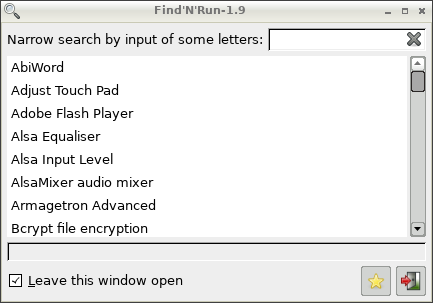 Find'N'Run-1.9
Narrow search by input of some letters:
AbiWord
Adjust Touch Pad
Adobe Flash Player
Alsa Equaliser
Alsa Input Level
AlsaMixer audio mixer
Armagetron Advanced
Bcrypt file encryption
Leave this window open